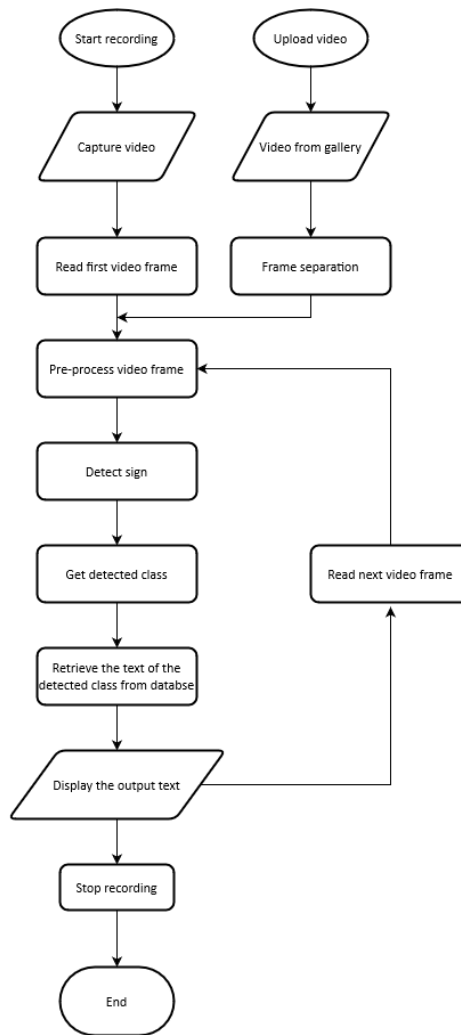 Start recording
Upload video
Capture video
Video from gallery
Read first video frame
Frame separation
Pre-process video frame
Detect sign
Get detected class
Read next video frame
Retrieve the text of the
detected class from databse
Display the output text
Stop recording
End